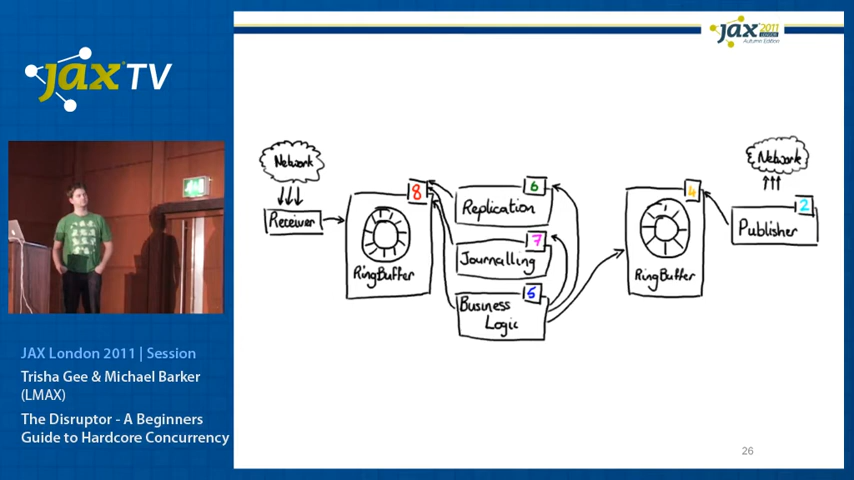 jax TV
JAX London 2011 | Session
Trisha Gee & Michael Barker
(LMAX)
The Disruptor - A Beginners
Guide to Hardcore Concurrency
jax 2011
Autumn Edition
Network
Receiver
8
RingBuffer
6
Replication
7
Journalling
5
Business
Logic
4
RingBuffer
Network
2
Publisher
26